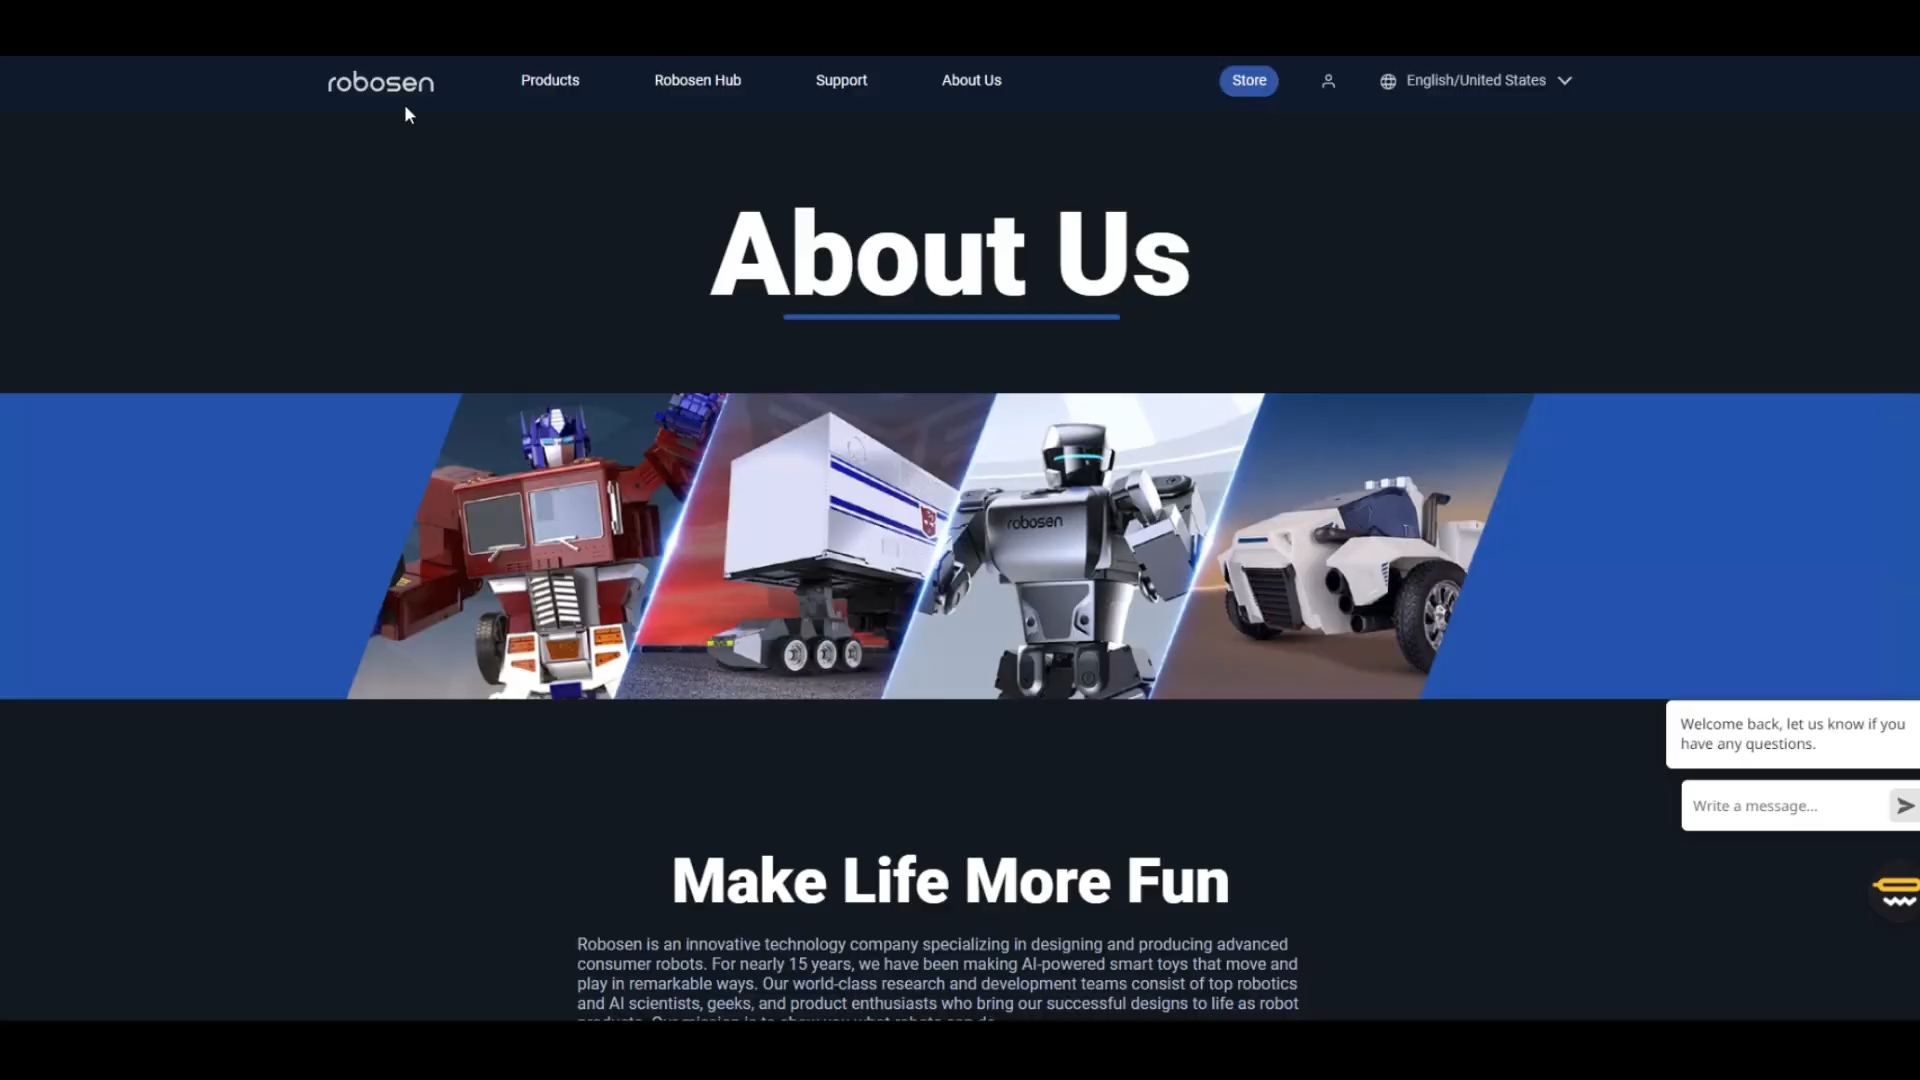 robosen
Products
Robosen Hub
Support
About Us
Store
English/United States
About Us
robosen
Welcome back, let us know if you
have any questions.
Write a message...
Make Life More Fun
Robosen is an innovative technology company specializing in designing and producing advanced
consumer robots. For nearly 15 years, we have been making AI-powered smart toys that move and
play in remarkable ways. Our world-class research and development teams consist of top robotics
and AI scientists, geeks, and product enthusiasts who bring our successful designs to life as robot